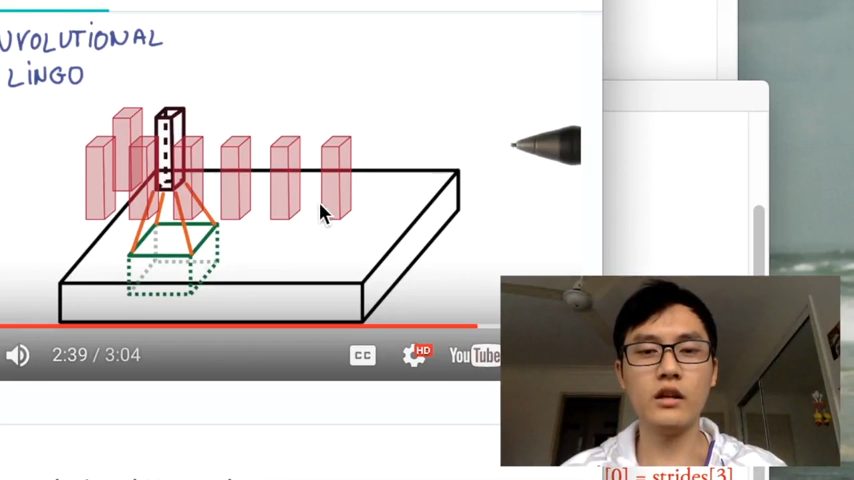 NVOLUTIONAL
LINGO
2:39 / 3:04
CC
HD
YouTube
[0] = strides[3]